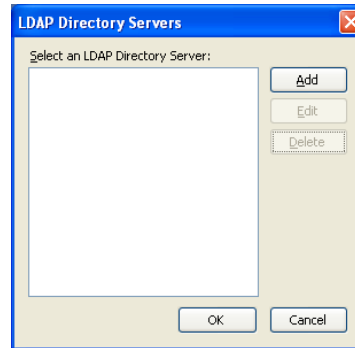 LDAP Directory Servers
Select an LDAP Directory Server:
Add
Edit
Delete
OK
Cancel